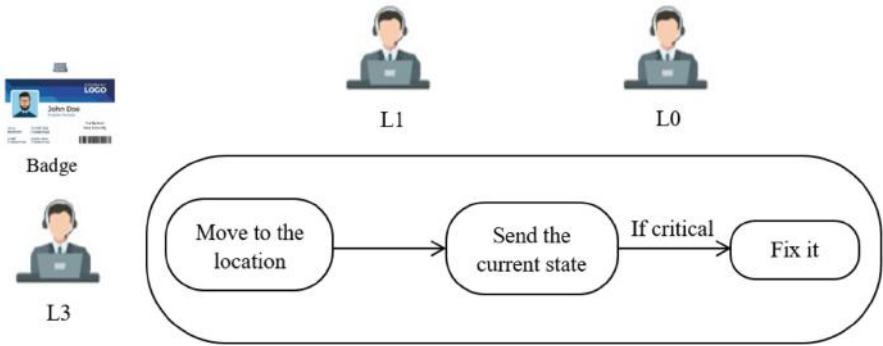 L1
L0
LOGO
John Doe
Badge
L3
Move to the
location
Send the
current state
If critical
Fix it